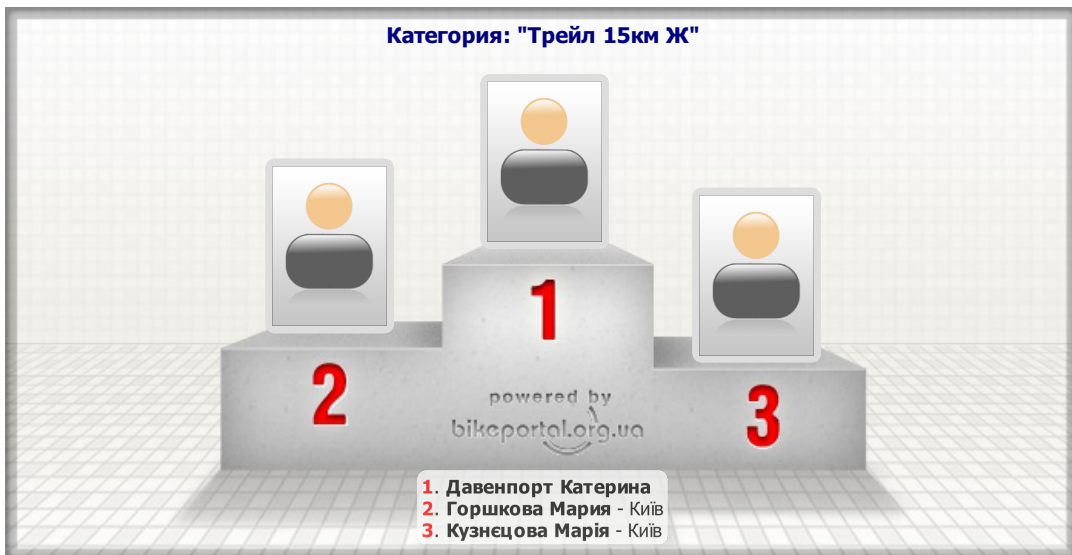 Категория: "Трейл 15км Ж"
1
2
3
powered by
bikeportal.org.ua
1. Давенпорт Катерина
2. Горшкова Мария - Київ
3. Кузнєцова Марія - Київ